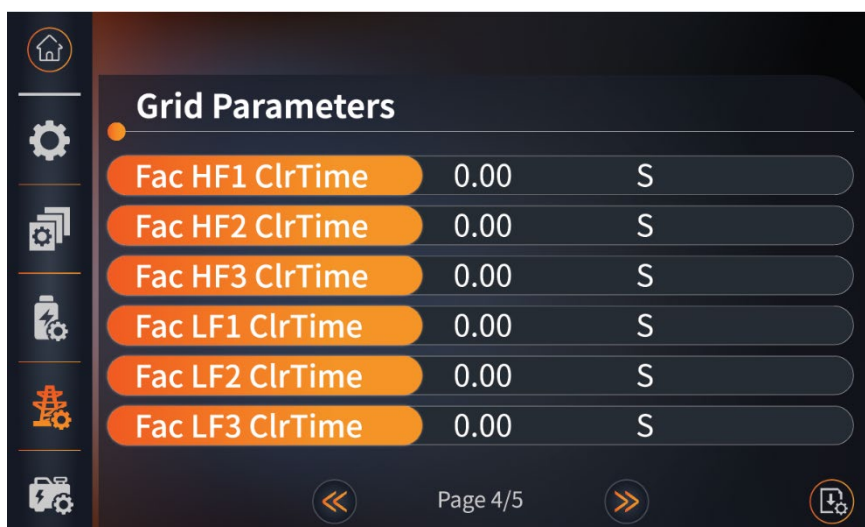 Grid Parameters
Fac HF1 ClrTime 0.00 S
Fac HF2 ClrTime 0.00 S
Fac HF3 ClrTime 0.00 S
Fac LF1 ClrTime 0.00 S
Fac LF2 ClrTime 0.00 S
Fac LF3 ClrTime 0.00 S
Page 4/5